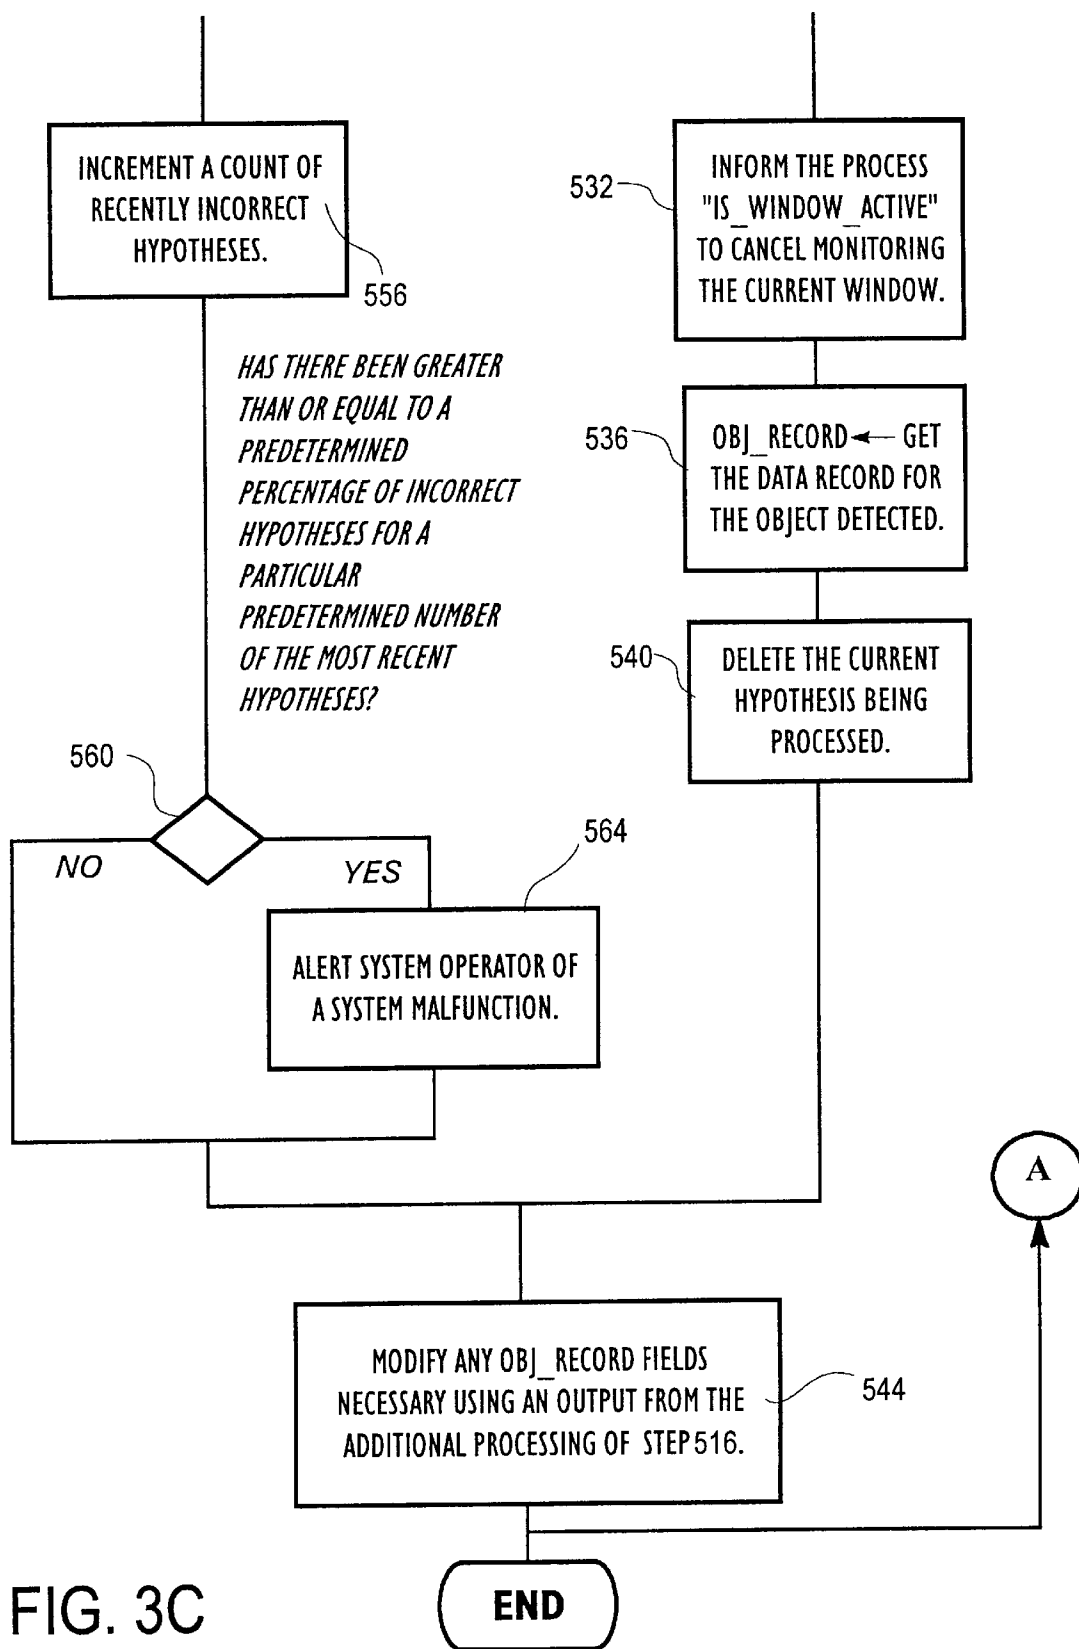 INCREMENT A COUNT OF
RECENTLY INCORRECT
HYPOTHESES.
556
HAS THERE BEEN GREATER
THAN OR EQUAL TO A
PREDETERMINED
PERCENTAGE OF INCORRECT
HYPOTHESES FOR A
PARTICULAR
PREDETERMINED NUMBER
OF THE MOST RECENT
HYPOTHESES?
560
NO
YES
564
ALERT SYSTEM OPERATOR OF
A SYSTEM MALFUNCTION.
532
INFORM THE PROCESS
"IS_WINDOW_ACTIVE"
TO CANCEL MONITORING
THE CURRENT WINDOW.
536
OBJ_RECORD ← GET
THE DATA RECORD FOR
THE OBJECT DETECTED.
540
DELETE THE CURRENT
HYPOTHESIS BEING
PROCESSED.
A
MODIFY ANY OBJ_RECORD FIELDS
NECESSARY USING AN OUTPUT FROM THE
ADDITIONAL PROCESSING OF STEP 516.
544
END
FIG. 3C